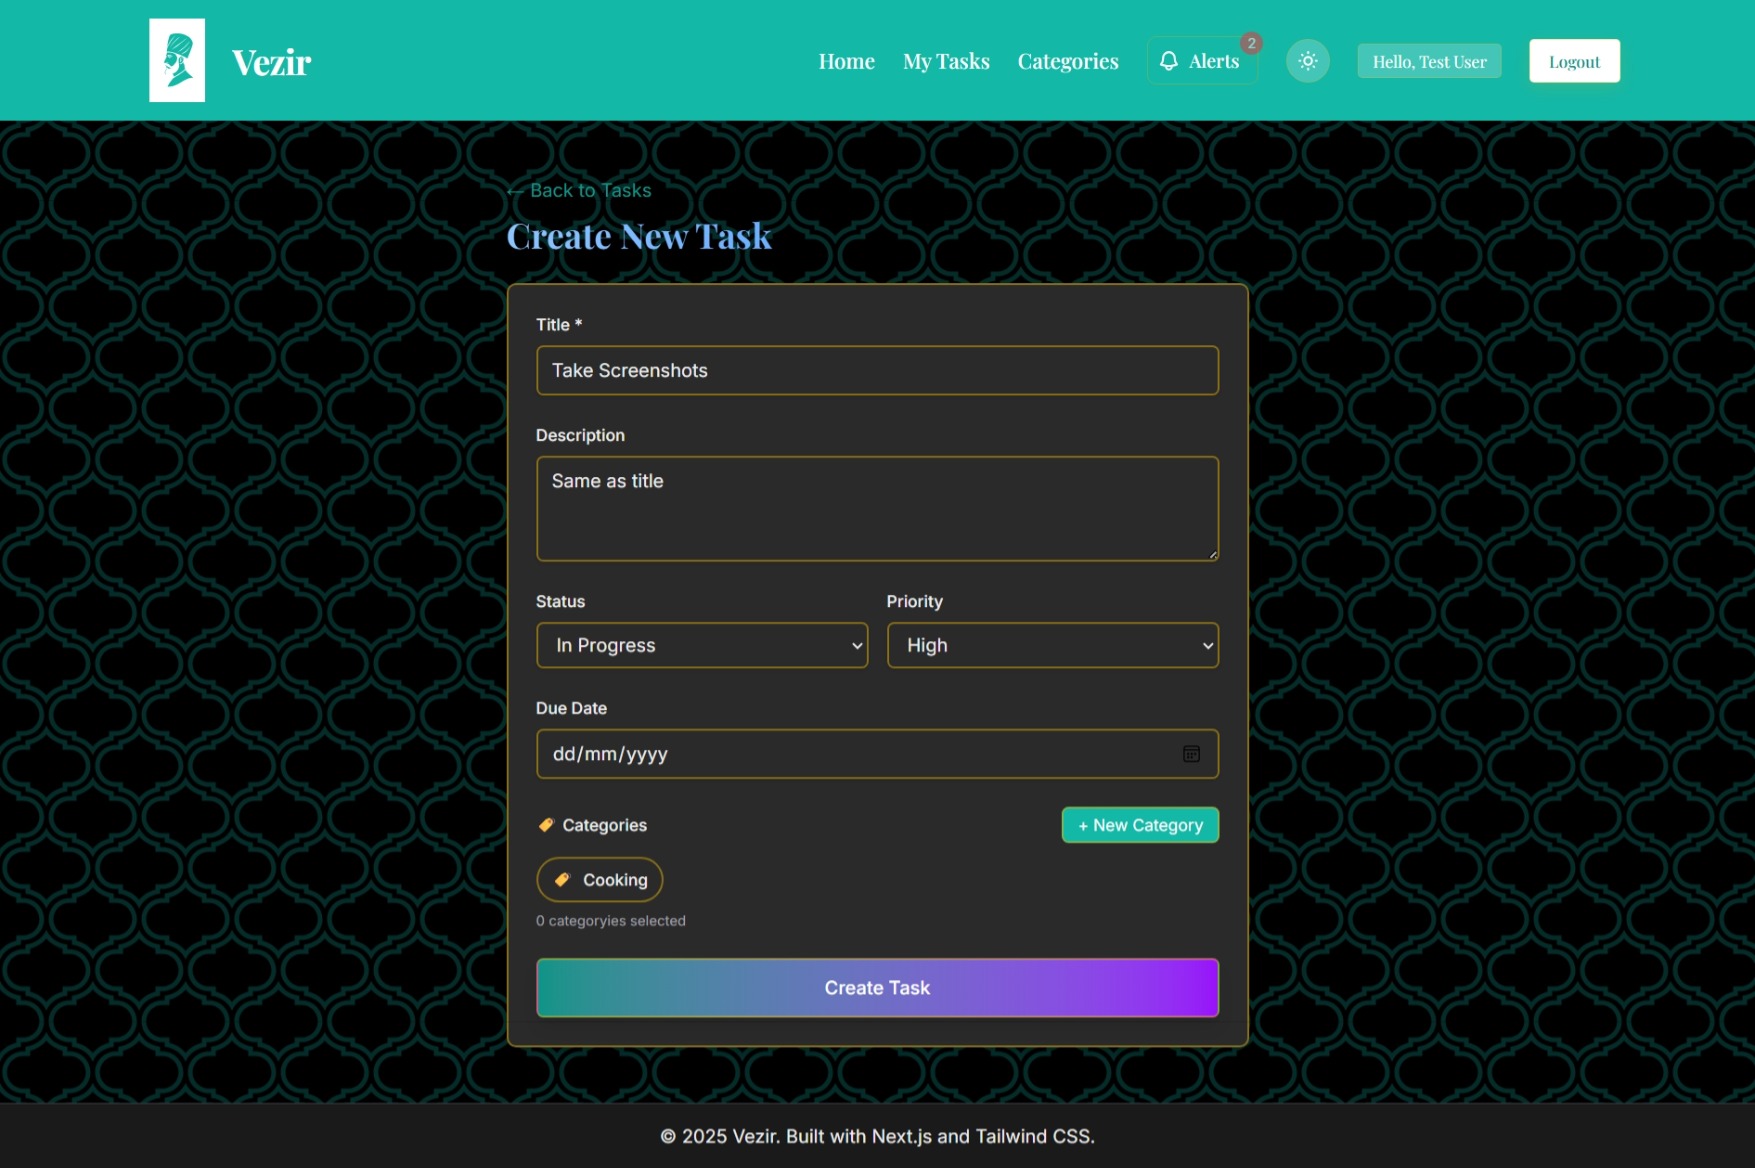 Vezir
Home My Tasks Categories Alerts 2 Hello, Test User Logout
← Back to Tasks
Create New Task
Title *
Take Screenshots
Description
Same as title
Status Priority
In Progress High
Due Date
dd/mm/yyyy
Categories + New Category
Cooking
0 categoryies selected
Create Task
© 2025 Vezir. Built with Next.js and Tailwind CSS.